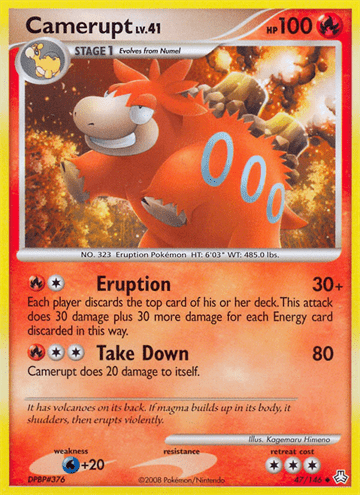 Camerupt LV.41 HP 100
STAGE 1 Evolves from Numel
NO. 323 Eruption Pokémon HT: 6'03" WT: 485.0 lbs.
Eruption 30+
Each player discards the top card of his or her deck. This attack
does 30 damage plus 30 more damage for each Energy card
discarded in this way.
Take Down 80
Camerupt does 20 damage to itself.
Illus. Kagemaru Himeno
It has volcanoes on its back. If magma builds up in its body, it
shudders, then erupts violently.
weakness resistance retreat cost
+20
DPBP#376 ©2008 Pokémon/Nintendo 47/146